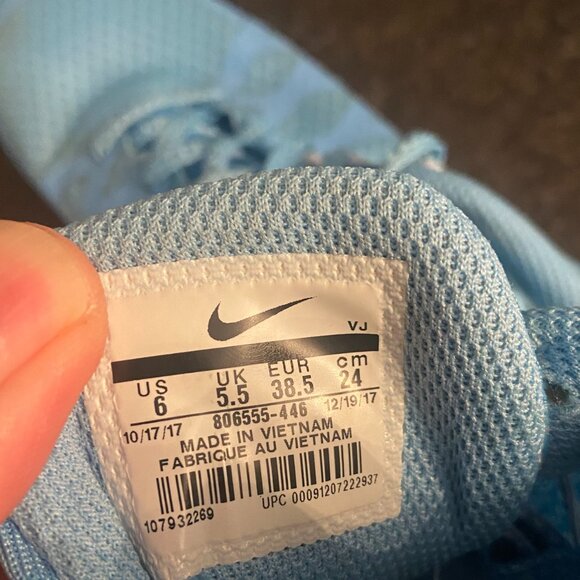 VJ
US UK EUR cm
6 5.5 38.5 24
10/17/17 806555-446 12/19/17
MADE IN VIETNAM
FABRIQUE AU VIETNAM
UPC 00091207222937
107932269